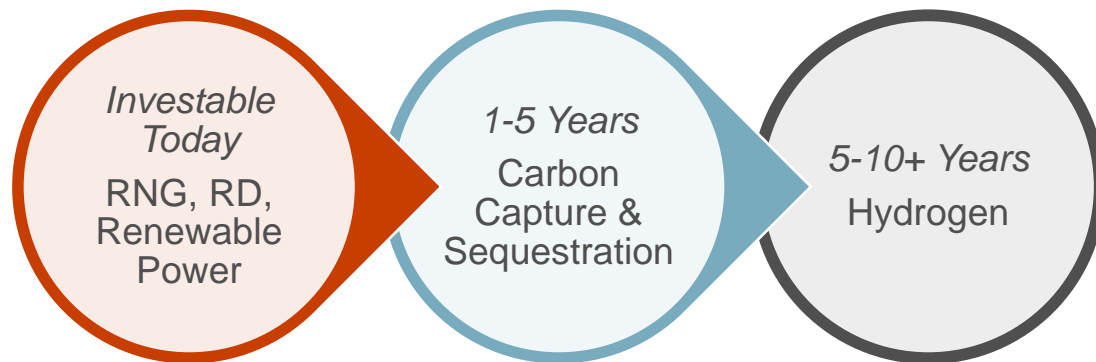 Investable
Today
RNG, RD,
Renewable
Power
1-5 Years
Carbon
Capture &
Sequestration
5-10+ Years
Hydrogen